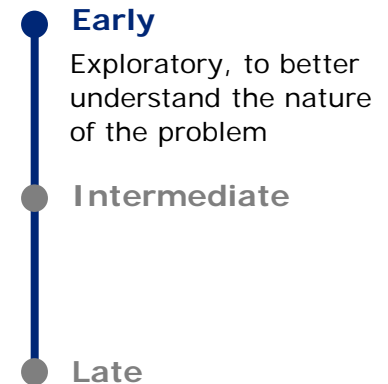 Early
Exploratory, to better
understand the nature
of the problem
Intermediate
Late